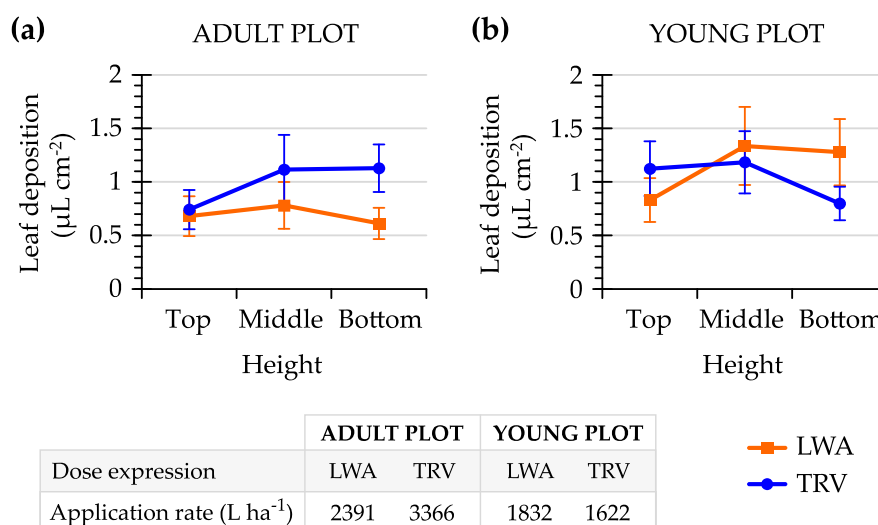 (a) ADULT PLOT
Leaf deposition
(µL cm⁻²)
2
1.5
1
0.5
0
Top Middle Bottom
Height
(b) YOUNG PLOT
Leaf deposition
(µL cm⁻²)
2
1.5
1
0.5
0
Top Middle Bottom
Height
ADULT PLOT YOUNG PLOT
Dose expression LWA TRV LWA TRV
Application rate (L ha⁻¹) 2391 3366 1832 1622
LWA
TRV